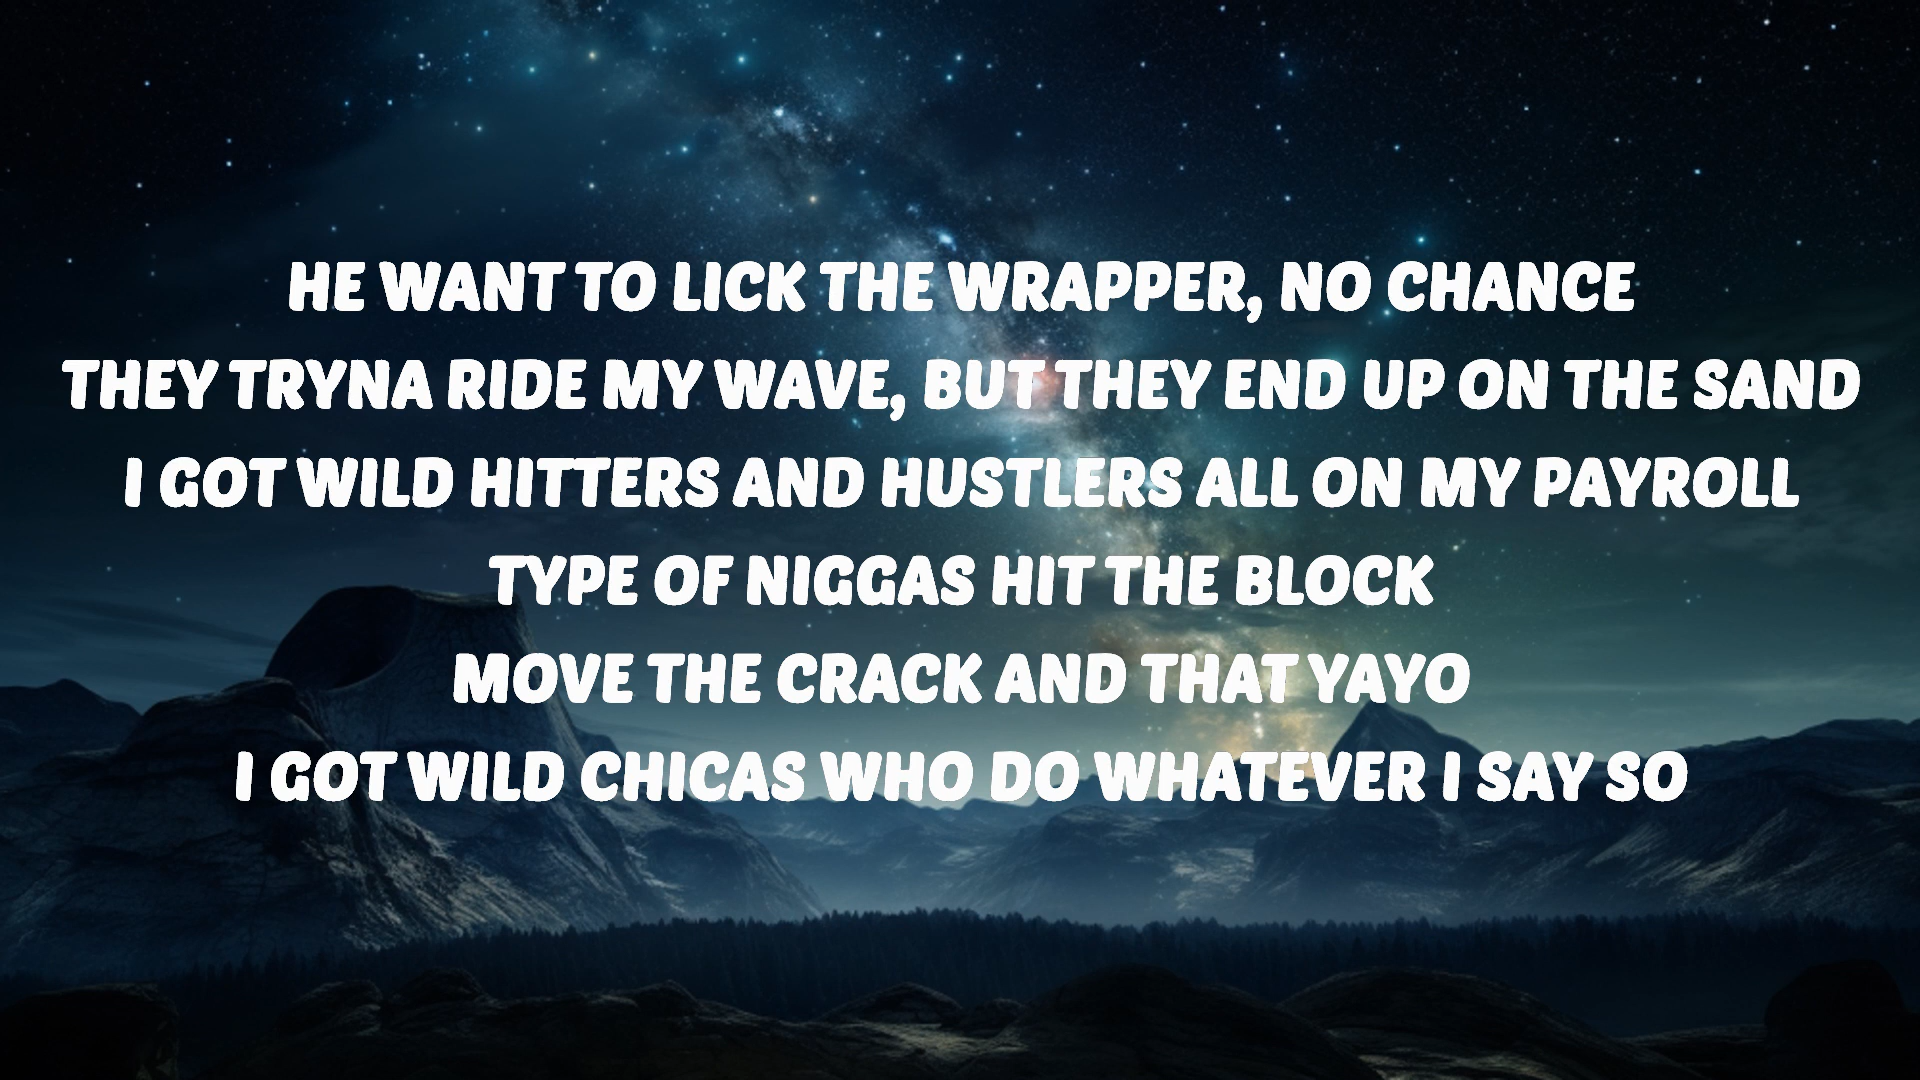 HE WANT TO LICK THE WRAPPER, NO CHANCE
THEY TRYNA RIDE MY WAVE, BUT THEY END UP ON THE SAND
I GOT WILD HITTERS AND HUSTLERS ALL ON MY PAYROLL
TYPE OF NIGGAS HIT THE BLOCK
MOVE THE CRACK AND THAT YAYO
I GOT WILD CHICAS WHO DO WHATEVER I SAY SO